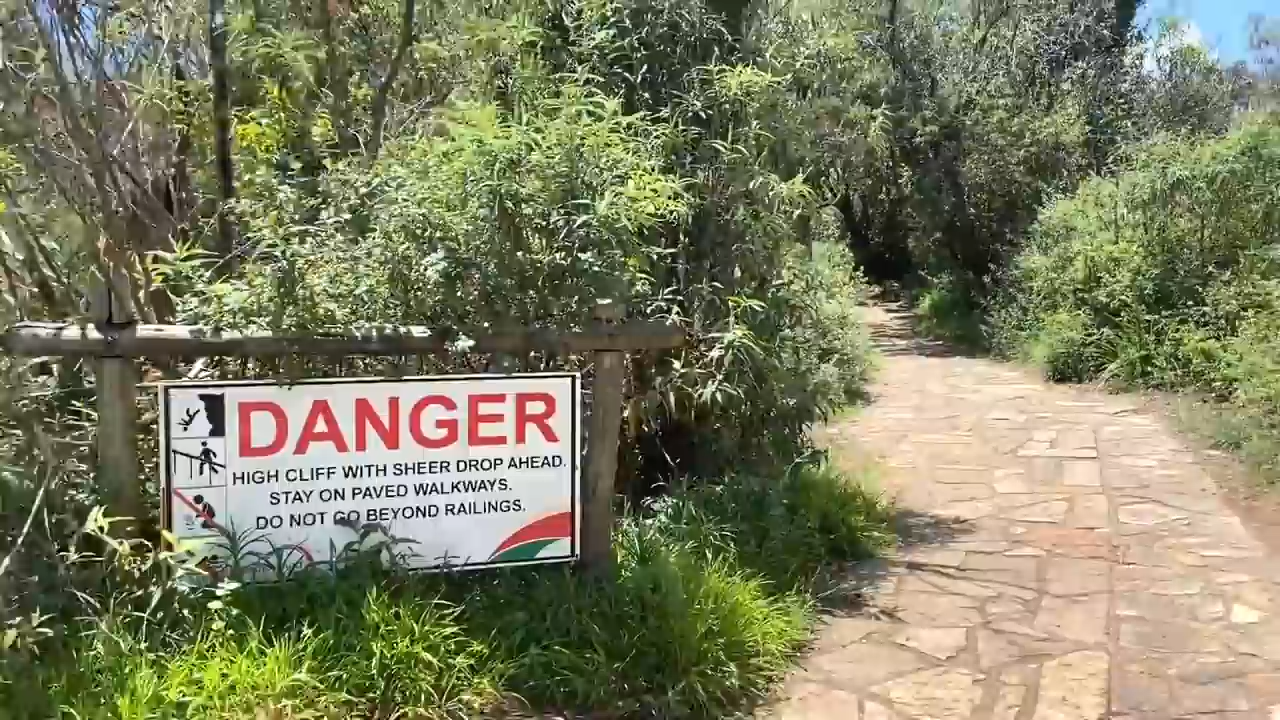 DANGER
HIGH CLIFF WITH SHEER DROP AHEAD.
STAY ON PAVED WALKWAYS.
DO NOT GO BEYOND RAILINGS.